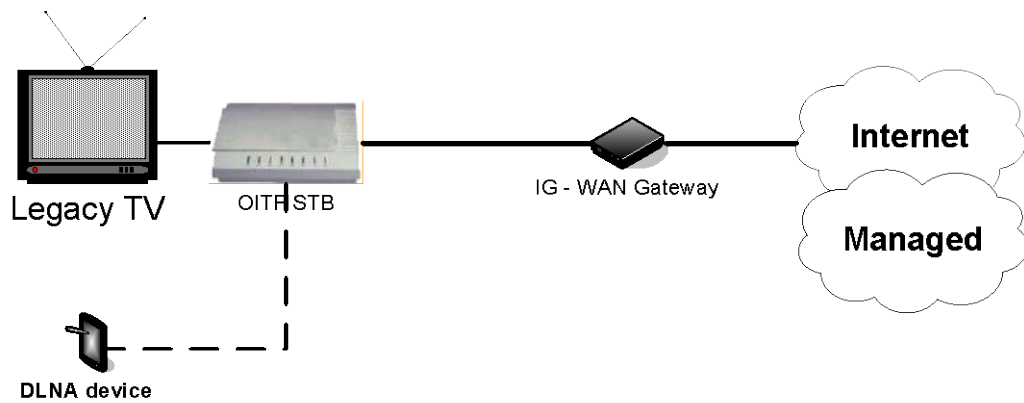 Legacy TV
OITF STB
IG - WAN Gateway
Internet
Managed
DLNA device